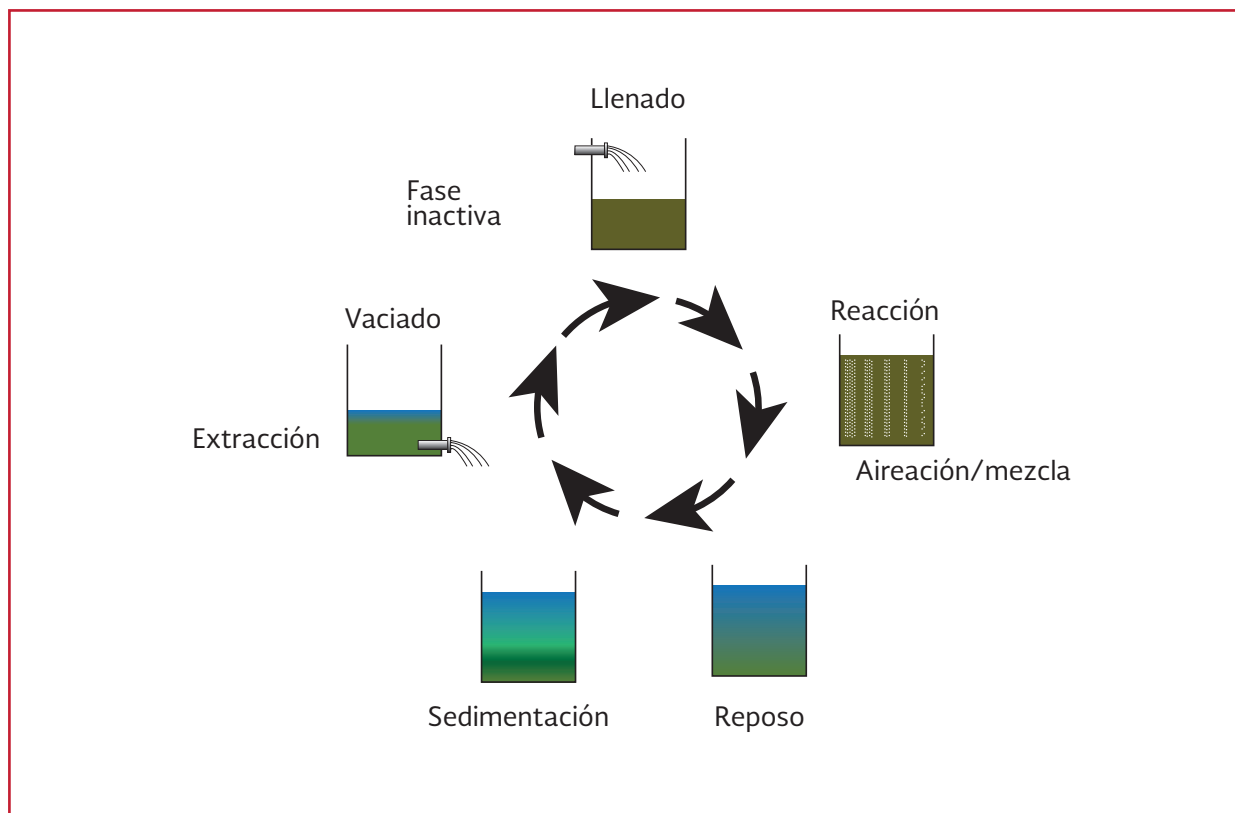 Llenado
Fase
inactiva
Vaciado
Reacción
Extracción
Aireación/mezcla
Sedimentación
Reposo